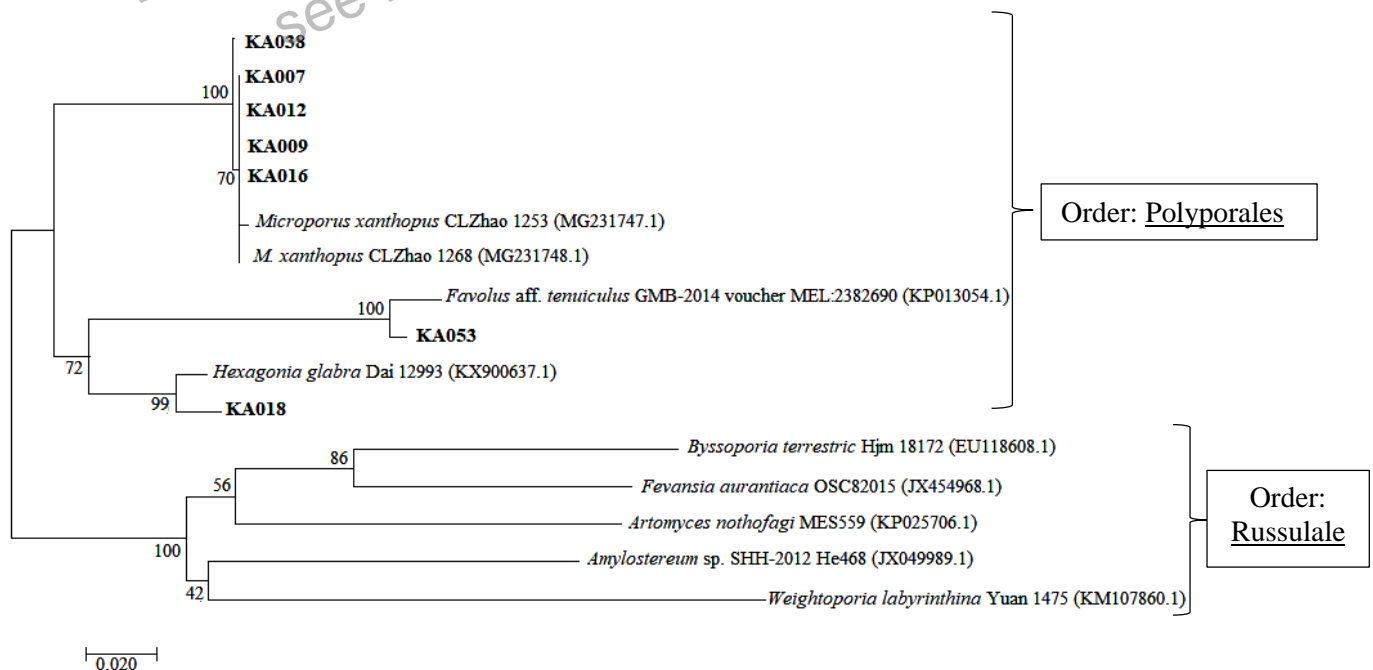 see
KA038
KA007
100
KA012
KA009
70 KA016
Microporus xanthopus CLZhao 1253 (MG231747.1)
M. xanthopus CLZhao 1268 (MG231748.1)
Order: Polyporales
Favolus aff. tenuiculus GMB-2014 voucher MEL:2382690 (KP013054.1)
100
KA053
72
Hexagonia glabra Dai 12993 (KX900637.1)
99
KA018
Byssoporia terrestric Hjm 18172 (EU118608.1)
86
Fevansia aurantiaca OSC82015 (JX454968.1)
56
Artomyces nothofagi MES559 (KP025706.1)
Order:
Russulale
100
Amylostereum sp. SHH-2012 He468 (JX049989.1)
42
Weightoporia labyrinthina Yuan 1475 (KM107860.1)
0.020